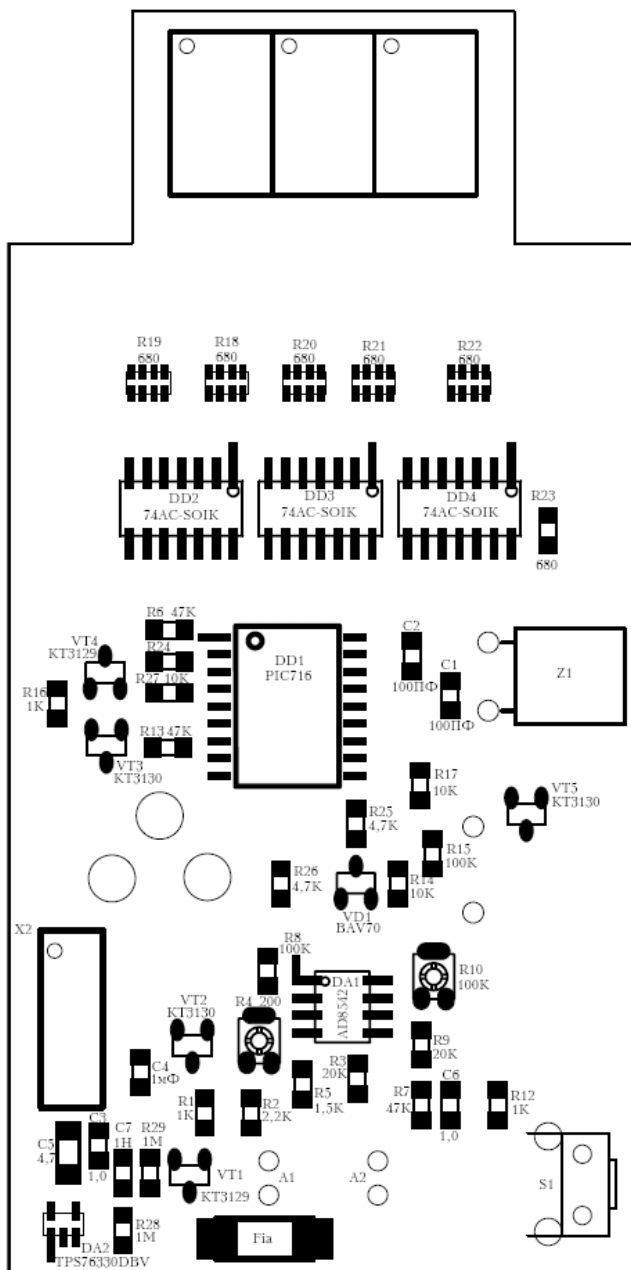 R19
680
R18
680
R20
680
R21
680
R22
680
DD2
74AC-SOIK
DD3
74AC-SOIK
DD4
74AC-SOIK
R23
680
R6 47K
R24
R27 10K
R13 47K
VT4
KT3129
R16
1K
VT3
KT3130
DD1
PIC716
C2
100ПФ
C1
100ПФ
Z1
R17
10K
VT5
KT3130
R25
4,7K
R15
100K
R26
4,7K
R14
10K
VD1
BAV70
X2
R8
100K
DA1
AD8542
R10
100K
VT2
KT3130
R4 200
R9
20K
C4
1мФ
R3
20K
R5
1,5K
R1
1K
R2
2,2K
R7
47K
C6
1,0
R12
1K
C5
4,7
C3
1,0
C7
1H
R29
1M
VT1
KT3129
A1
A2
S1
R28
1M
DA2
TPS76330DBV
Fia